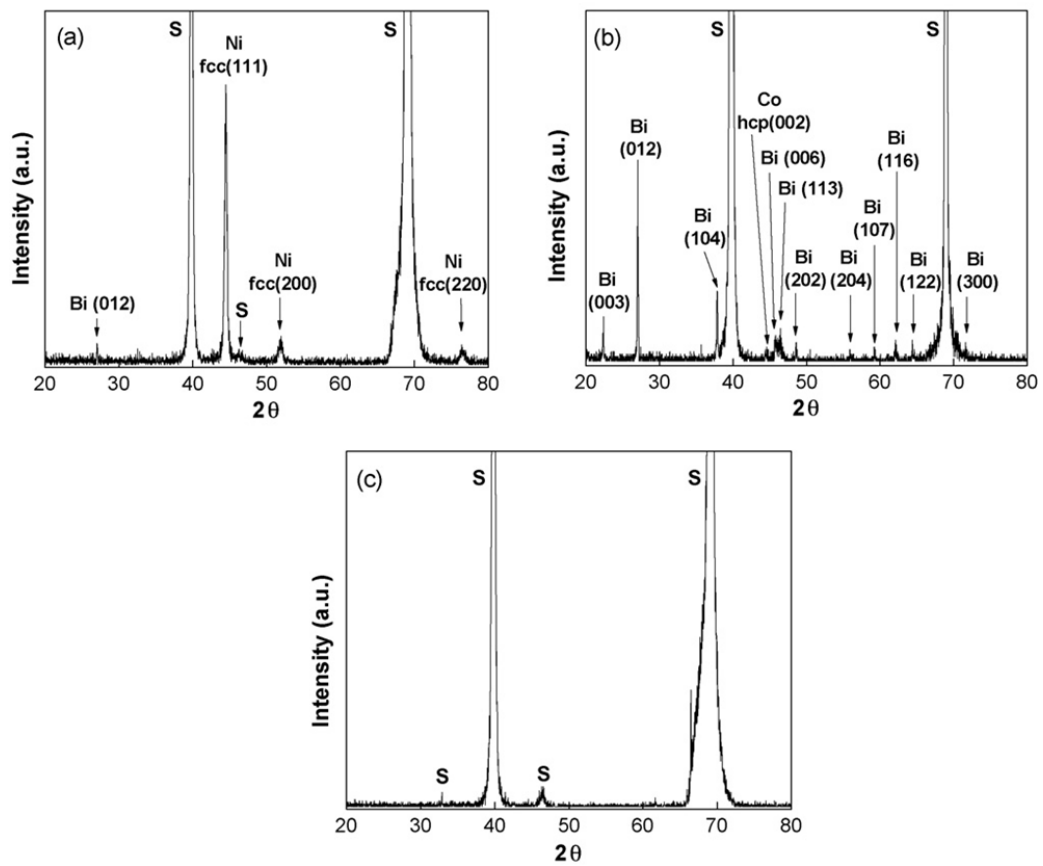 (a)
S
Ni
fcc(111)
S
Bi (012)
S
Ni
fcc(200)
Ni
fcc(220)
Intensity (a.u.)
20 30 40 50 60 70 80
2θ
(b)
S
S
Co
hcp(002)
Bi
(012)
Bi (006)
Bi
(116)
Bi (113)
Bi
(104)
Bi
(107)
Bi
(003)
Bi
(202)
Bi
(204)
Bi
(122)
Bi
(300)
Intensity (a.u.)
20 30 40 50 60 70 80
2θ
(c)
S
S
S
S
Intensity (a.u.)
20 30 40 50 60 70 80
2θ